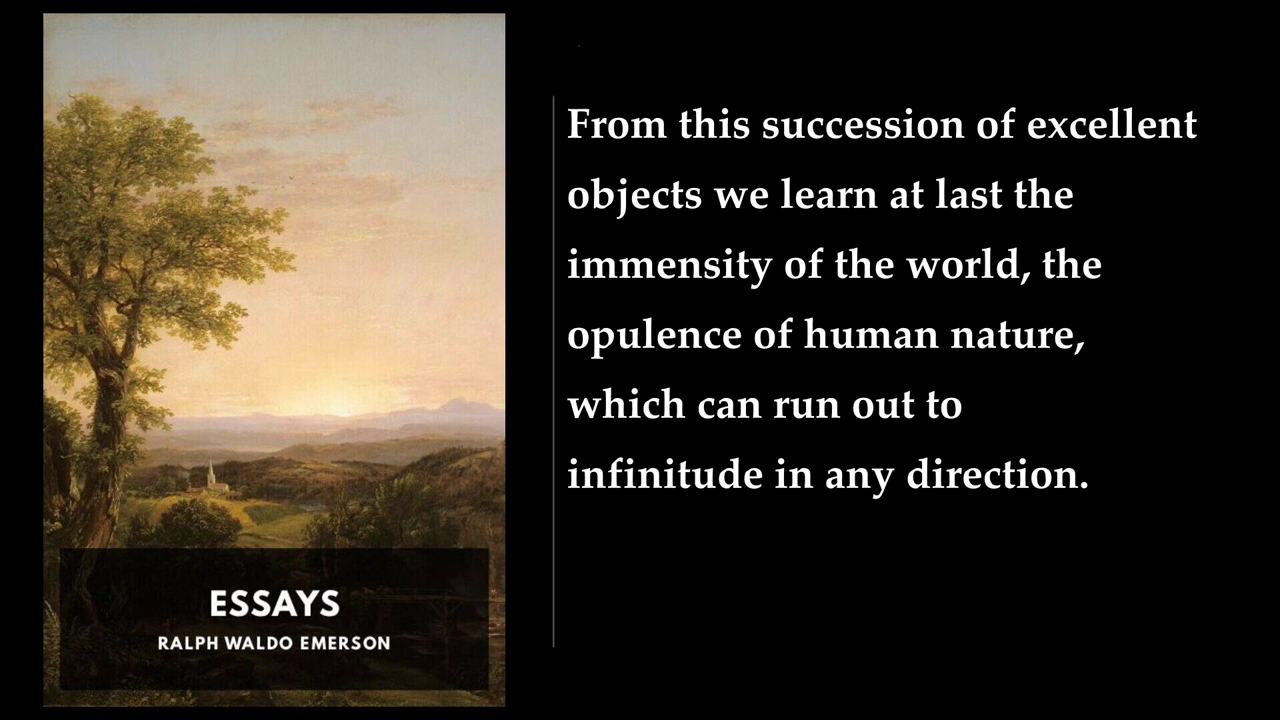 ESSAYS
RALPH WALDO EMERSON
From this succession of excellent
objects we learn at last the
immensity of the world, the
opulence of human nature,
which can run out to
infinitude in any direction.